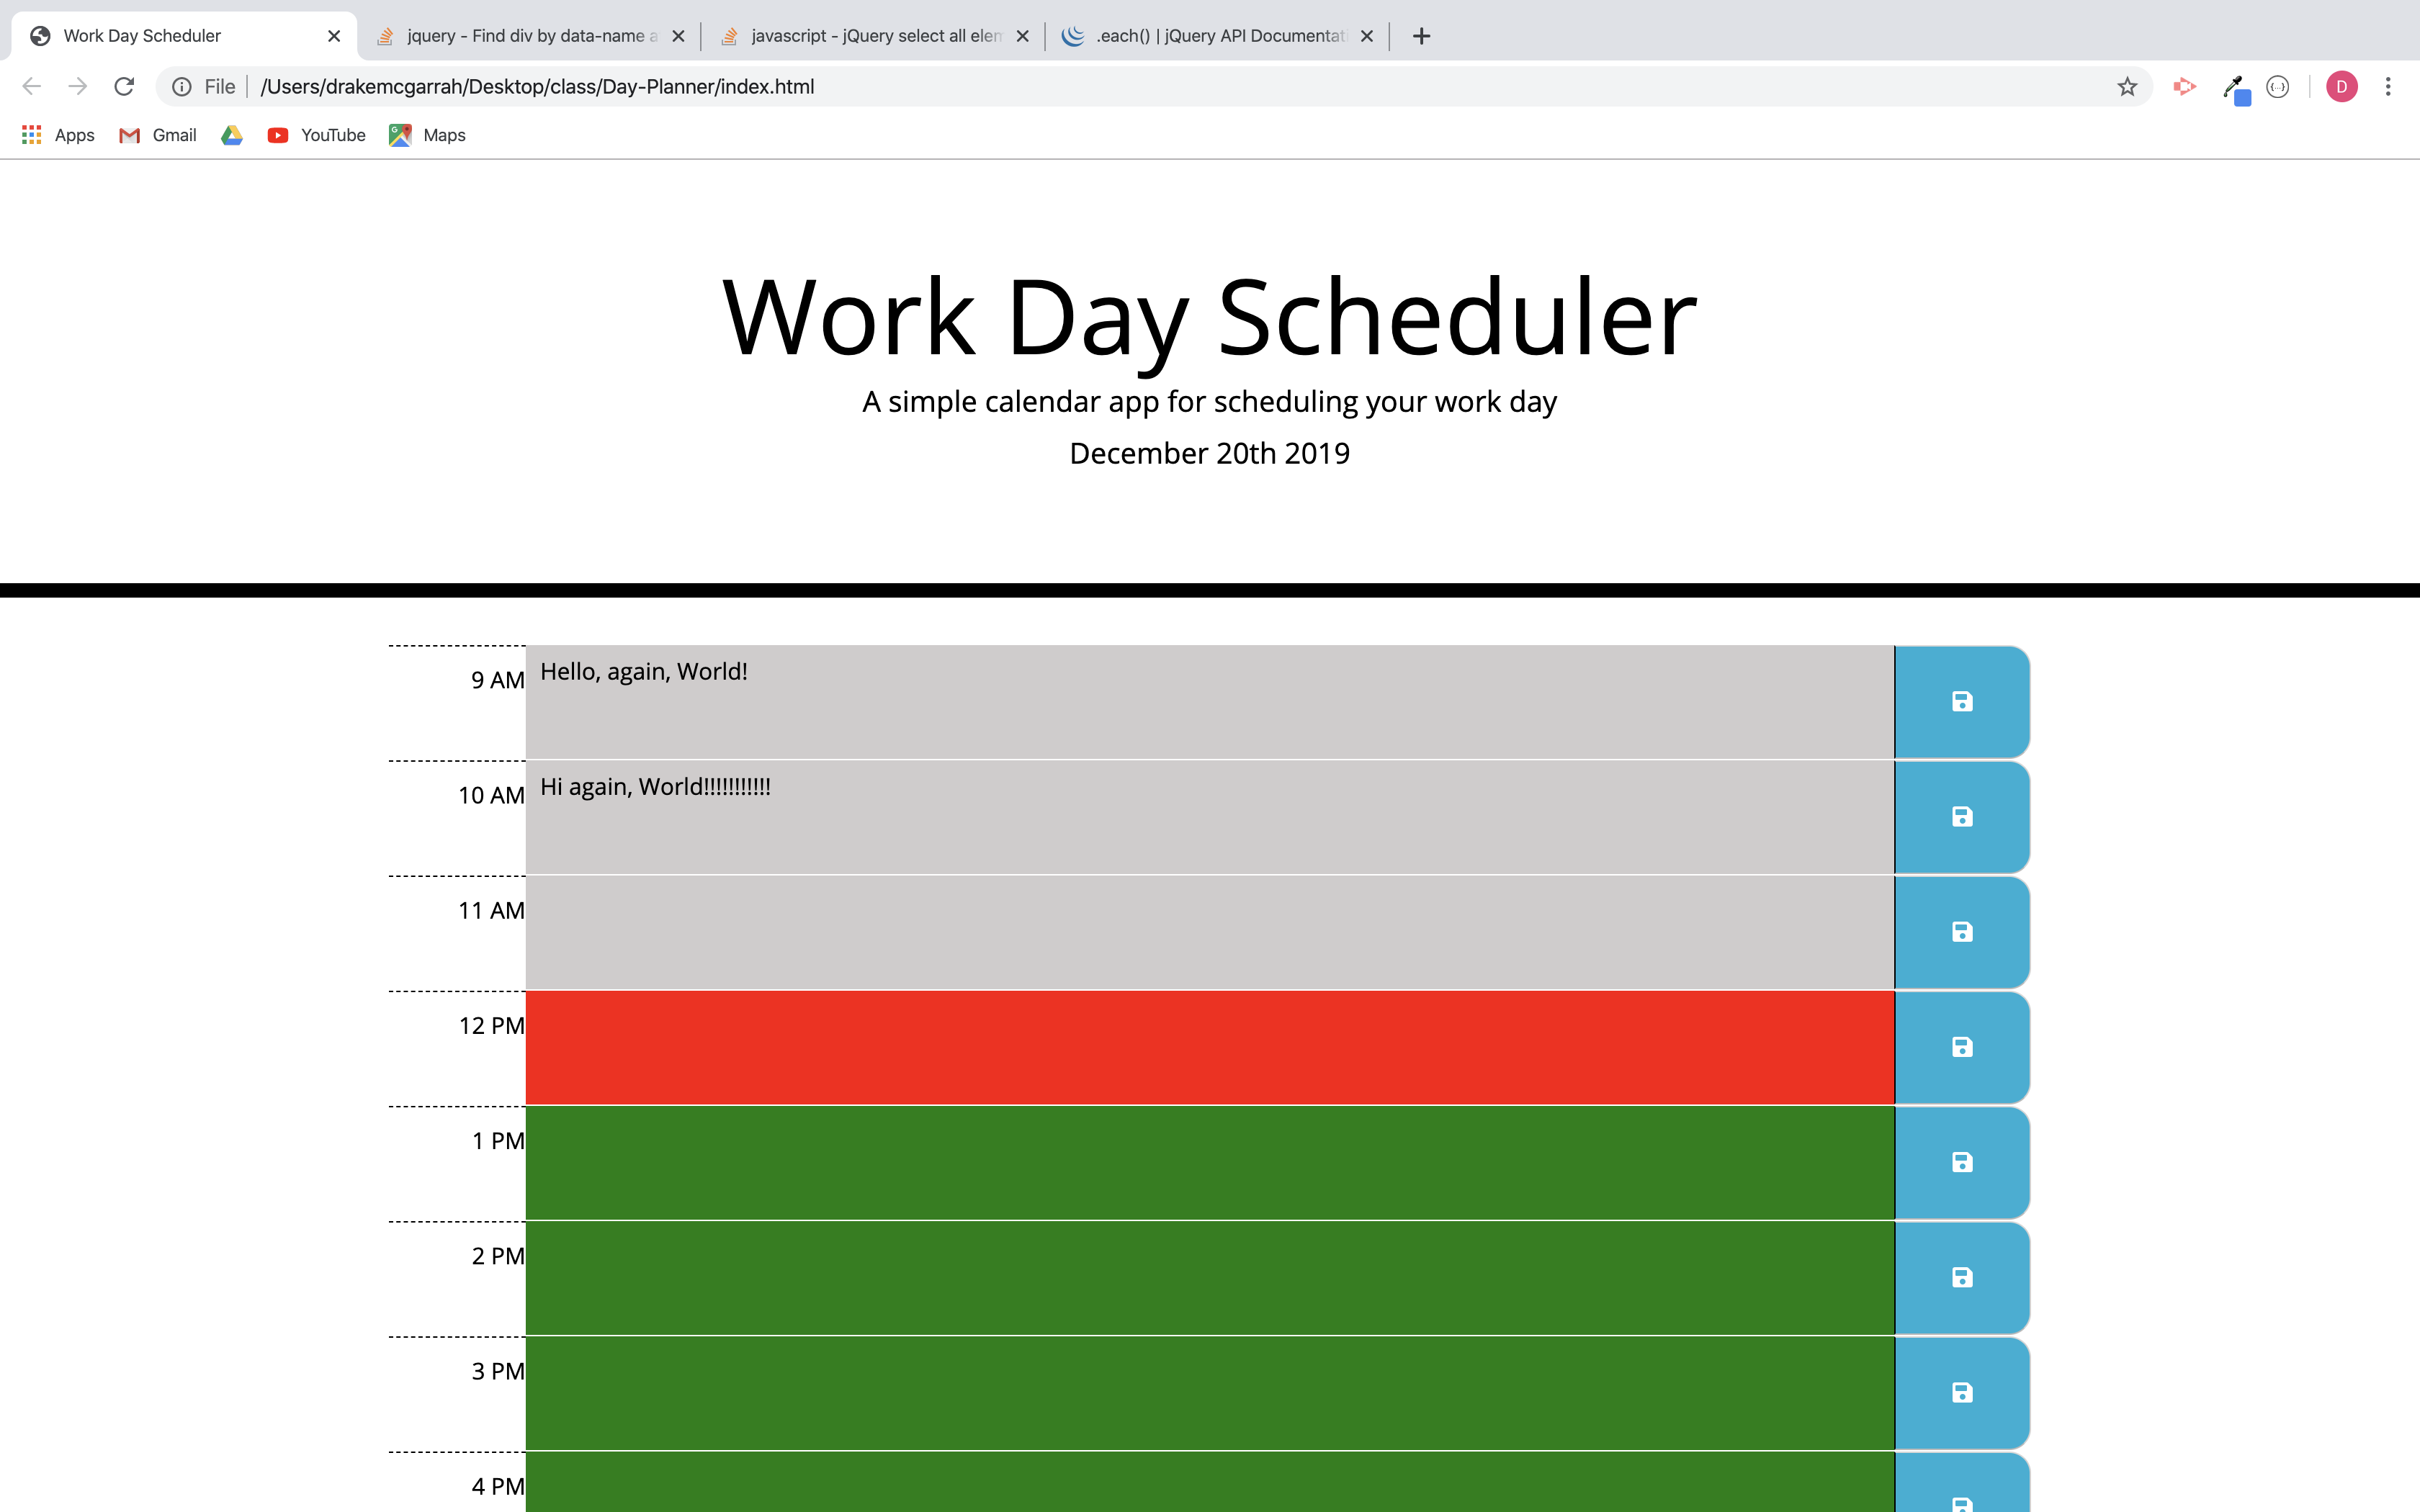 Work Day Scheduler
jquery - Find div by data-name a
javascript - jQuery select all elem
.each() | jQuery API Documentati
File
/Users/drakemcgarrah/Desktop/class/Day-Planner/index.html
D
Apps
Gmail
YouTube
Maps
Work Day Scheduler
A simple calendar app for scheduling your work day
December 20th 2019
9 AM
Hello, again, World!
10 AM
Hi again, World!!!!!!!!!!!
11 AM
12 PM
1 PM
2 PM
3 PM
4 PM